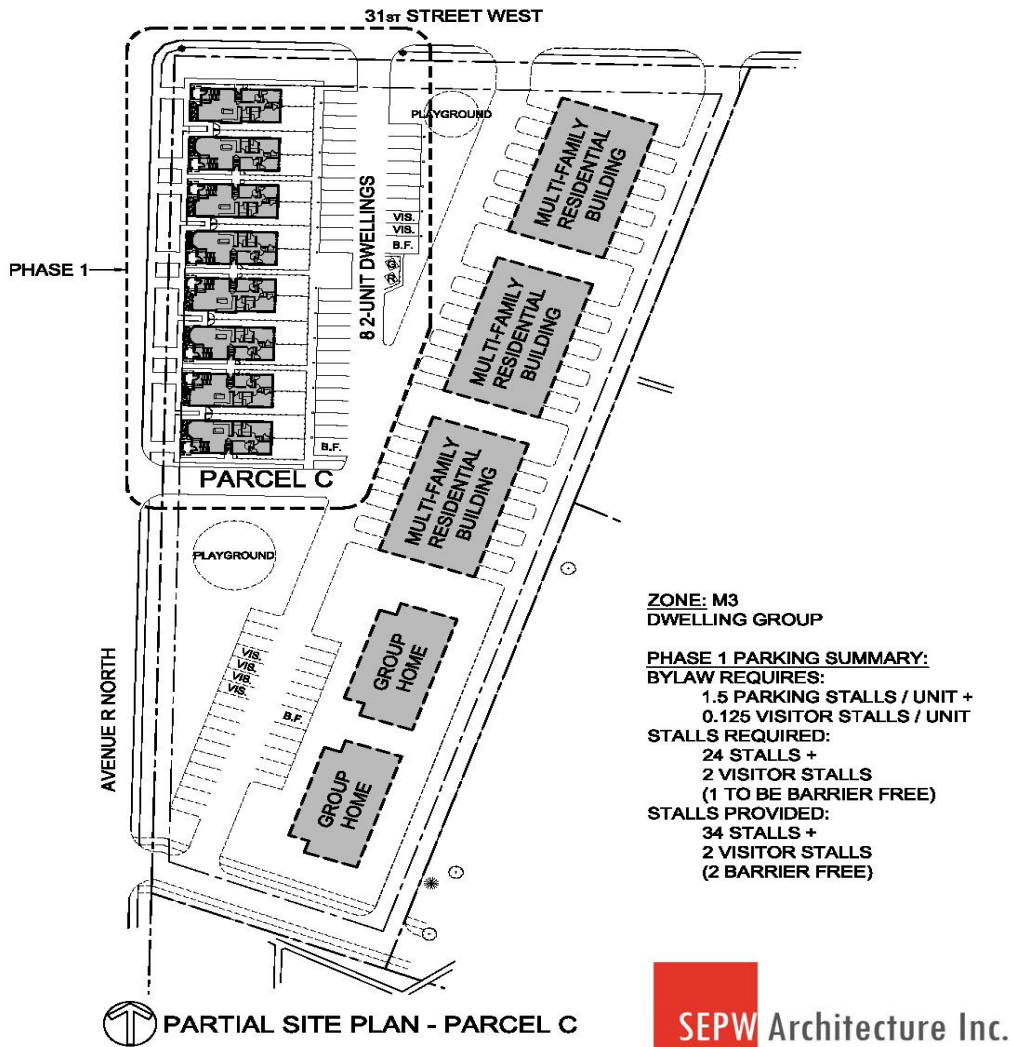 31ST STREET WEST
PLAYGROUND
MULTI-FAMILY
RESIDENTIAL
BUILDING
8 2-UNIT DWELLINGS
VIS.
VIS.
B.F.
PHASE 1
MULTI-FAMILY
RESIDENTIAL
BUILDING
B.F.
PARCEL C
MULTI-FAMILY
RESIDENTIAL
BUILDING
PLAYGROUND
AVENUE R NORTH
VIS.
VIS.
VIS.
VIS.
B.F.
GROUP
HOME
GROUP
HOME
ZONE: M3
DWELLING GROUP
PHASE 1 PARKING SUMMARY:
BYLAW REQUIRES:
1.5 PARKING STALLS / UNIT +
0.125 VISITOR STALLS / UNIT
STALLS REQUIRED:
24 STALLS +
2 VISITOR STALLS
(1 TO BE BARRIER FREE)
STALLS PROVIDED:
34 STALLS +
2 VISITOR STALLS
(2 BARRIER FREE)
PARTIAL SITE PLAN - PARCEL C
SEPW Architecture Inc.